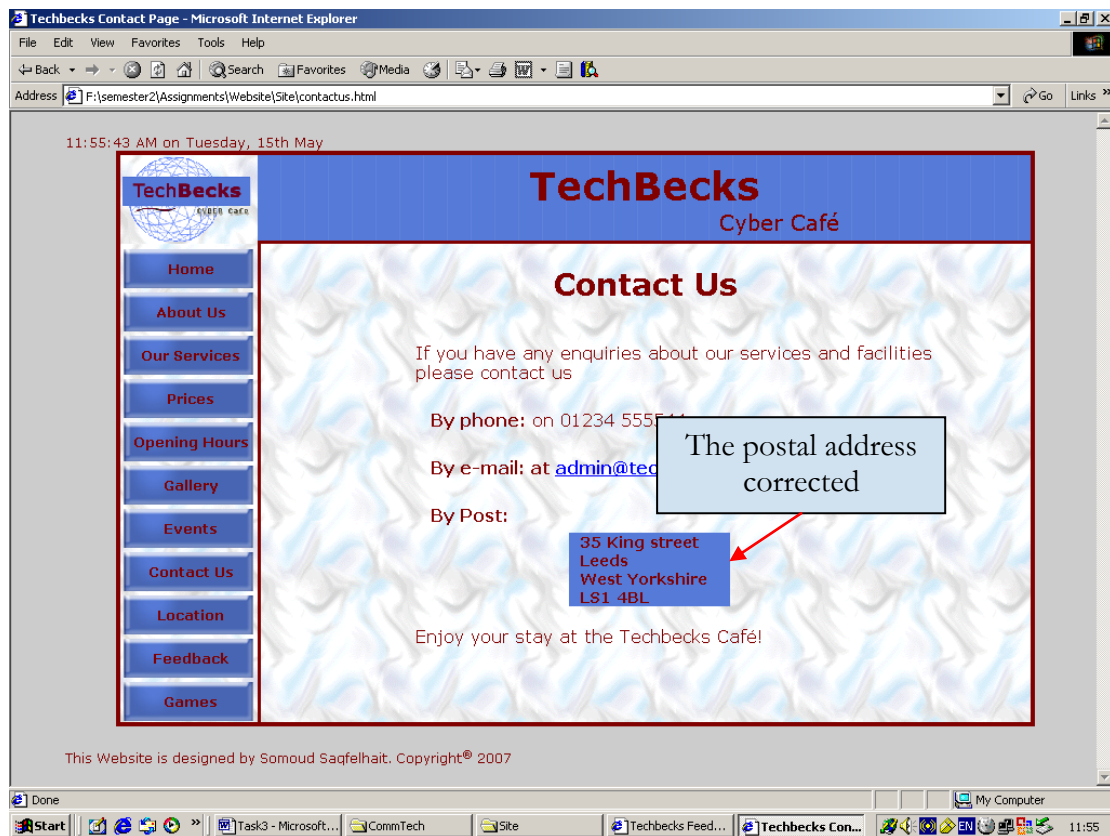 Techbecks Contact Page - Microsoft Internet Explorer
File Edit View Favorites Tools Help
Back Search Favorites Media
Address F:\semester2\Assignments\Website\Site\contactus.html Go Links »
11:55:43 AM on Tuesday, 15th May
TechBecks
CYBER CAFE
TechBecks
Cyber Café
Home
About Us
Our Services
Prices
Opening Hours
Gallery
Events
Contact Us
Location
Feedback
Games
Contact Us
If you have any enquiries about our services and facilities
please contact us
By phone: on 01234
By e-mail: at
The postal address
corrected
By Post:
35 King street
Leeds
West Yorkshire
LS1 4BL
Enjoy your stay at the Techbecks Café!
This Website is designed by Somoud Saqfelhait. Copyright® 2007
Done My Computer
Start » Task3 - Microsoft... CommTech Site Techbecks Feed... Techbecks Con... EN 11:55